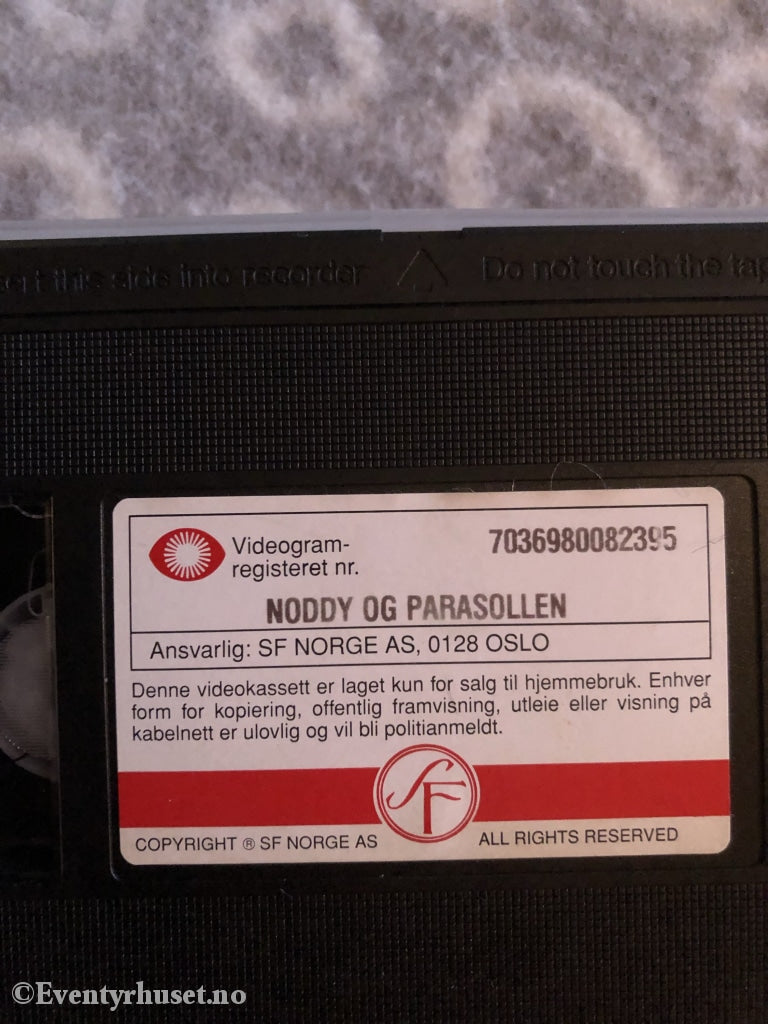 this side into recorder Do not touch the tap
Videogram-
registeret nr.
7036980082395
NODDY OG PARASOLLEN
Ansvarlig: SF NORGE AS, 0128 OSLO
Denne videokassett er laget kun for salg til hjemmebruk. Enhver
form for kopiering, offentlig framvisning, utleie eller visning på
kabelnett er ulovlig og vil bli politianmeldt.
SF
COPYRIGHT ® SF NORGE AS ALL RIGHTS RESERVED
©Eventyrhuset.no